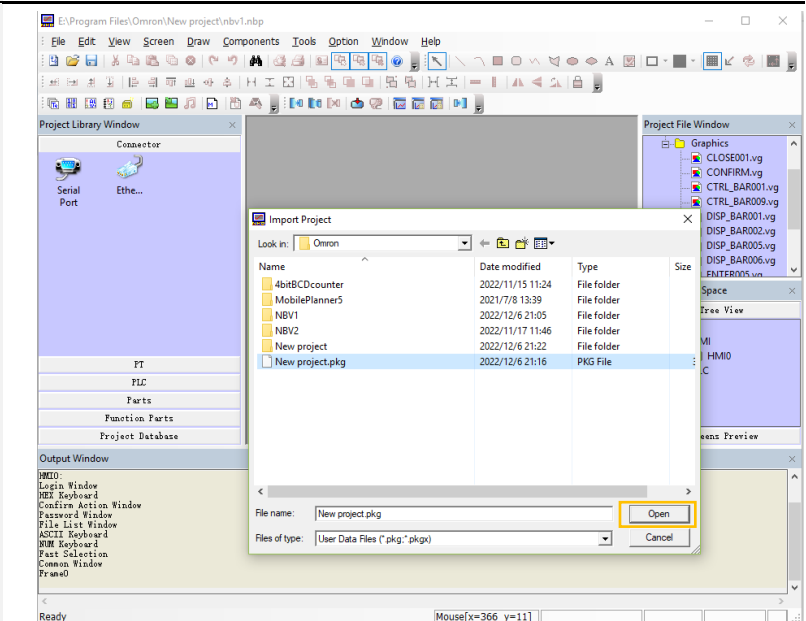 E:\Program Files\Omron\New project\nbv1.nbp
File Edit View Screen Draw Components Tools Option Window Help
Project Library Window
Project File Window
Connector
Graphics
CLOSE001.vg
CONFIRM.vg
CTRL_BAR001.vg
CTRL_BAR009.vg
DISP_BAR001.vg
DISP_BAR002.vg
DISP_BAR005.vg
DISP_BAR006.vg
ENTER005.vg
Serial Port
Ethe...
Import Project
Look in: Omron
Name Date modified Type Size
4bitBCDcounter 2022/11/15 11:24 File folder
MobilePlanner5 2021/7/8 13:39 File folder
NBV1 2022/12/6 21:05 File folder
NBV2 2022/11/17 11:46 File folder
New project 2022/12/6 21:22 File folder
New project.pkg 2022/12/6 21:16 PKG File
File name: New project.pkg Open
Files of type: User Data Files (*.pkg;*.pkgx) Cancel
Space
Tree View
MI
HMI0
.C
eens Preview
PT
PLC
Parts
Function Parts
Project Database
Output Window
HMI0:
Login Window
HEX Keyboard
Confirm Action Window
Password Window
File List Window
ASCII Keyboard
NUM Keyboard
Fast Selection
Common Window
Frame0
Ready
Mouse[x=366 y=11]